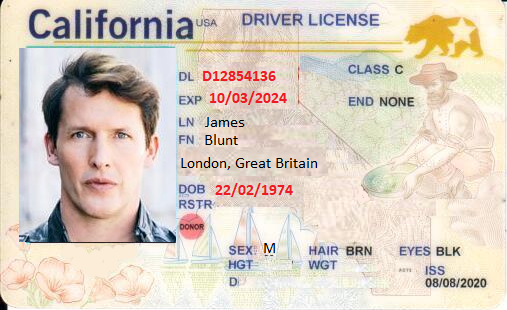 California USA DRIVER LICENSE
DL D12854136 CLASS C
EXP 10/03/2024 END NONE
LN James
FN Blunt
London, Great Britain
DOB 22/02/1974
RSTR
DONOR
SEX M HAIR BRN EYES BLK
HGT WGT ISS
D 08/08/2020